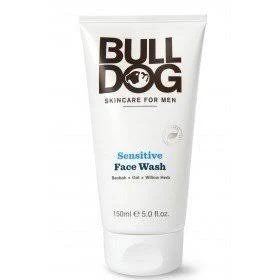 BULL
DOG
SKINCARE FOR MEN
Sensitive
Face Wash
Baobab + Oat + Willow Herb
150ml ℮ 5.0 fl.oz.